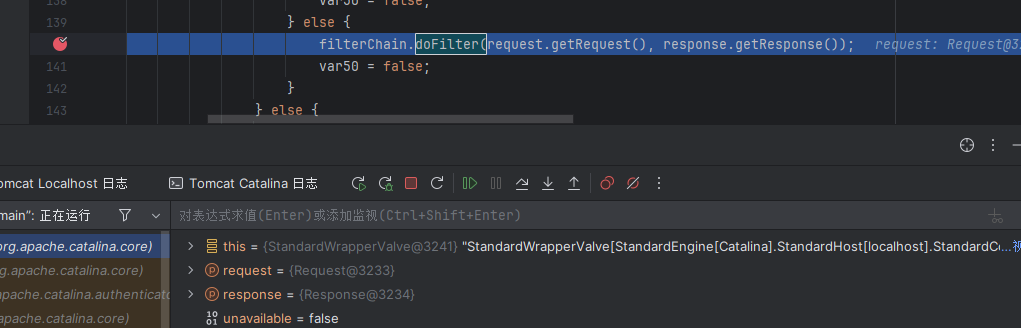 138 var50 = false;
139 } else {
filterChain.doFilter(request.getRequest(), response.getResponse()); request: Request@32
141 var50 = false;
142 }
143 } else {
omcat Localhost 日志 Tomcat Catalina 日志
main": 正在运行 对表达式求值(Enter)或添加监视(Ctrl+Shift+Enter)
org.apache.catalina.core) this = {StandardWrapperValve@3241} "StandardWrapperValve[StandardEngine[Catalina].StandardHost[localhost].StandardCo...视
g.apache.catalina.core) request = {Request@3233}
apache.catalina.authenticato response = {Response@3234}
apache.catalina.core) unavailable = false